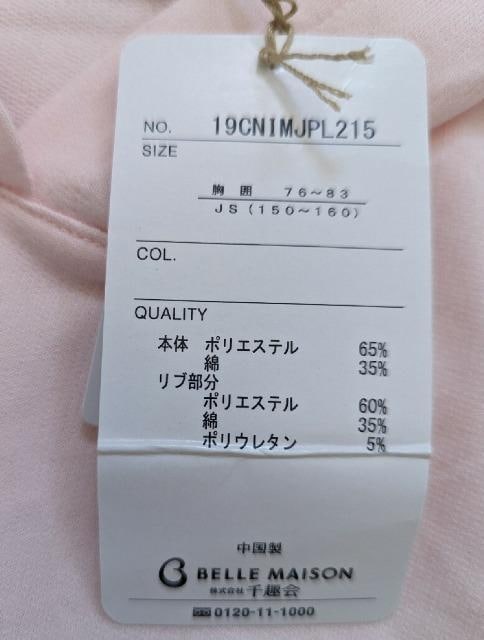 NO. 19CNIMJPL215
SIZE
胸囲 76~83
JS(150~160)
COL.
QUALITY
本体 ポリエステル 65%
綿 35%
リブ部分
ポリエステル 60%
綿 35%
ポリウレタン 5%
中国製
BELLE MAISON
株式会社 千趣会
0120-11-1000